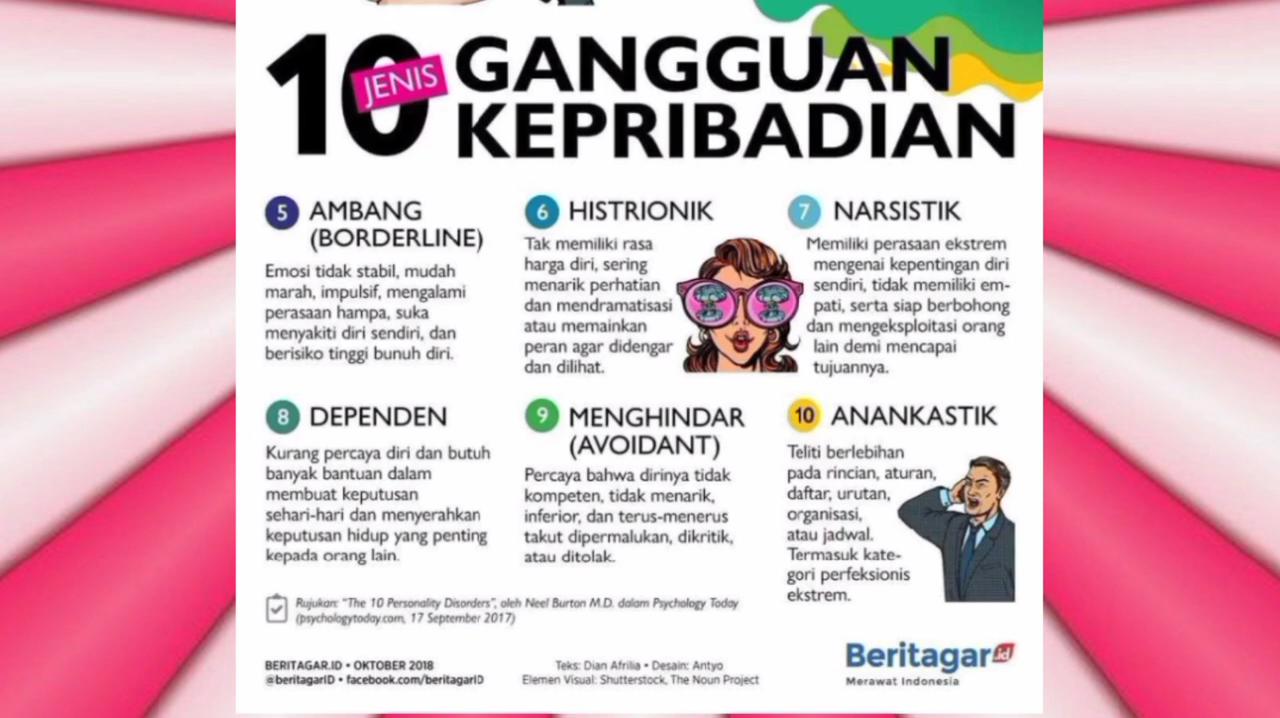 10 JENIS GANGGUAN
KEPRIBADIAN
5 AMBANG
(BORDERLINE)
Emosi tidak stabil, mudah
marah, impulsif, mengalami
perasaan hampa, suka
menyakiti diri sendiri, dan
berisiko tinggi bunuh diri.
6 HISTRIONIK
Tak memiliki rasa
harga diri, sering
menarik perhatian
dan mendramatisasi
atau memainkan
peran agar didengar
dan dilihat.
7 NARSISTIK
Memiliki perasaan ekstrem
mengenai kepentingan diri
sendiri, tidak memiliki em-
pati, serta siap berbohong
dan mengeksploitasi orang
lain demi mencapai
tujuannya.
8 DEPENDEN
Kurang percaya diri dan butuh
banyak bantuan dalam
membuat keputusan
sehari-hari dan menyerahkan
keputusan hidup yang penting
kepada orang lain.
9 MENGHINDAR
(AVOIDANT)
Percaya bahwa dirinya tidak
kompeten, tidak menarik,
inferior, dan terus-menerus
takut dipermalukan, dikritik,
atau ditolak.
10 ANANKASTIK
Teliti berlebihan
pada rincian, aturan,
daftar, urutan,
organisasi,
atau jadwal.
Termasuk kate-
gori perfeksionis
ekstrem.
Rujukan: "The 10 Personality Disorders", oleh Neel Burton M.D. dalam Psychology Today
(psychologytoday.com, 17 September 2017)
BERITAGAR.ID • OKTOBER 2018
@beritagarID • facebook.com/beritagarID
Teks: Dian Afrilia • Desain: Antyo
Elemen Visual: Shutterstock, The Noun Project
Beritagar.id
Merawat Indonesia